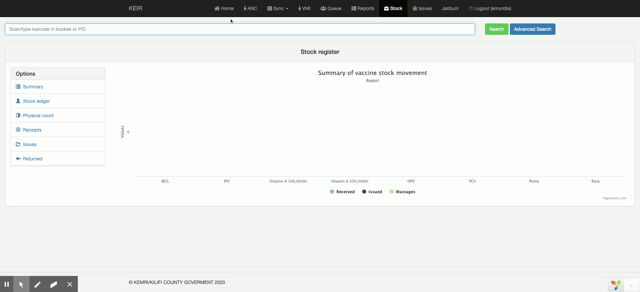 KEIR
Home ANC Sync VMI Queue Reports Stock Issues Jaribuni Logout (emunda)
Scan/type barcode in booklet or PID
Search Advanced Search
Stock register
Options
Summary
Stock ledger
Physical count
Receipts
Issues
Returned
Summary of vaccine stock movement
Report
Values
0
BCG IPV Vitamin A 100,000IU Vitamin A 200,000IU OPV PCV Penta Rota
Received Issued Wastages
Highcharts.com
© KEMRI/KILIFI COUNTY GOVERMENT 2020